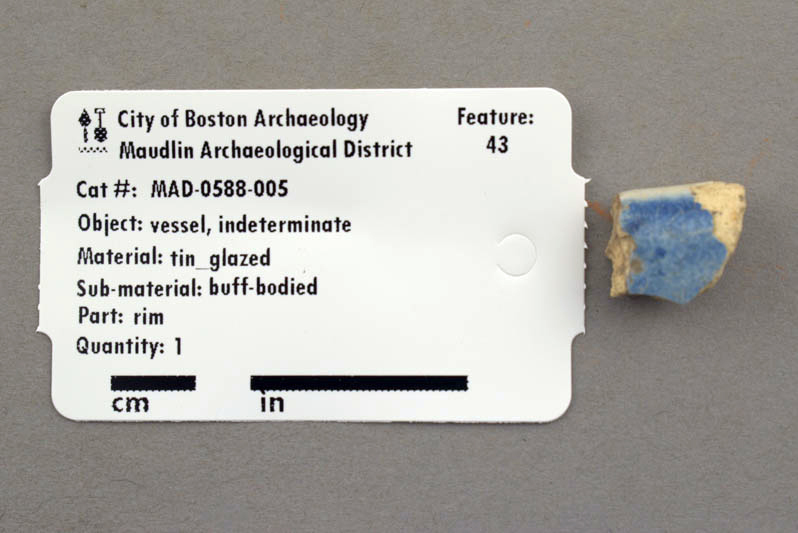 City of Boston Archaeology
Maudlin Archaeological District
Feature:
43
Cat #: MAD-0588-005
Object: vessel, indeterminate
Material: tin_glazed
Sub-material: buff-bodied
Part: rim
Quantity: 1
cm in